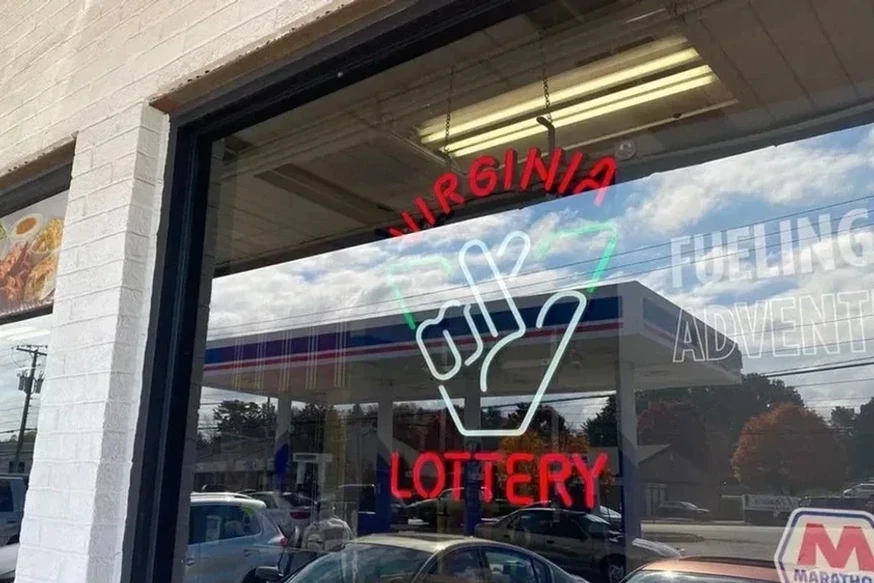 VIRGINIA
LOTTERY
FUELING
ADVENT
M
MARATHO